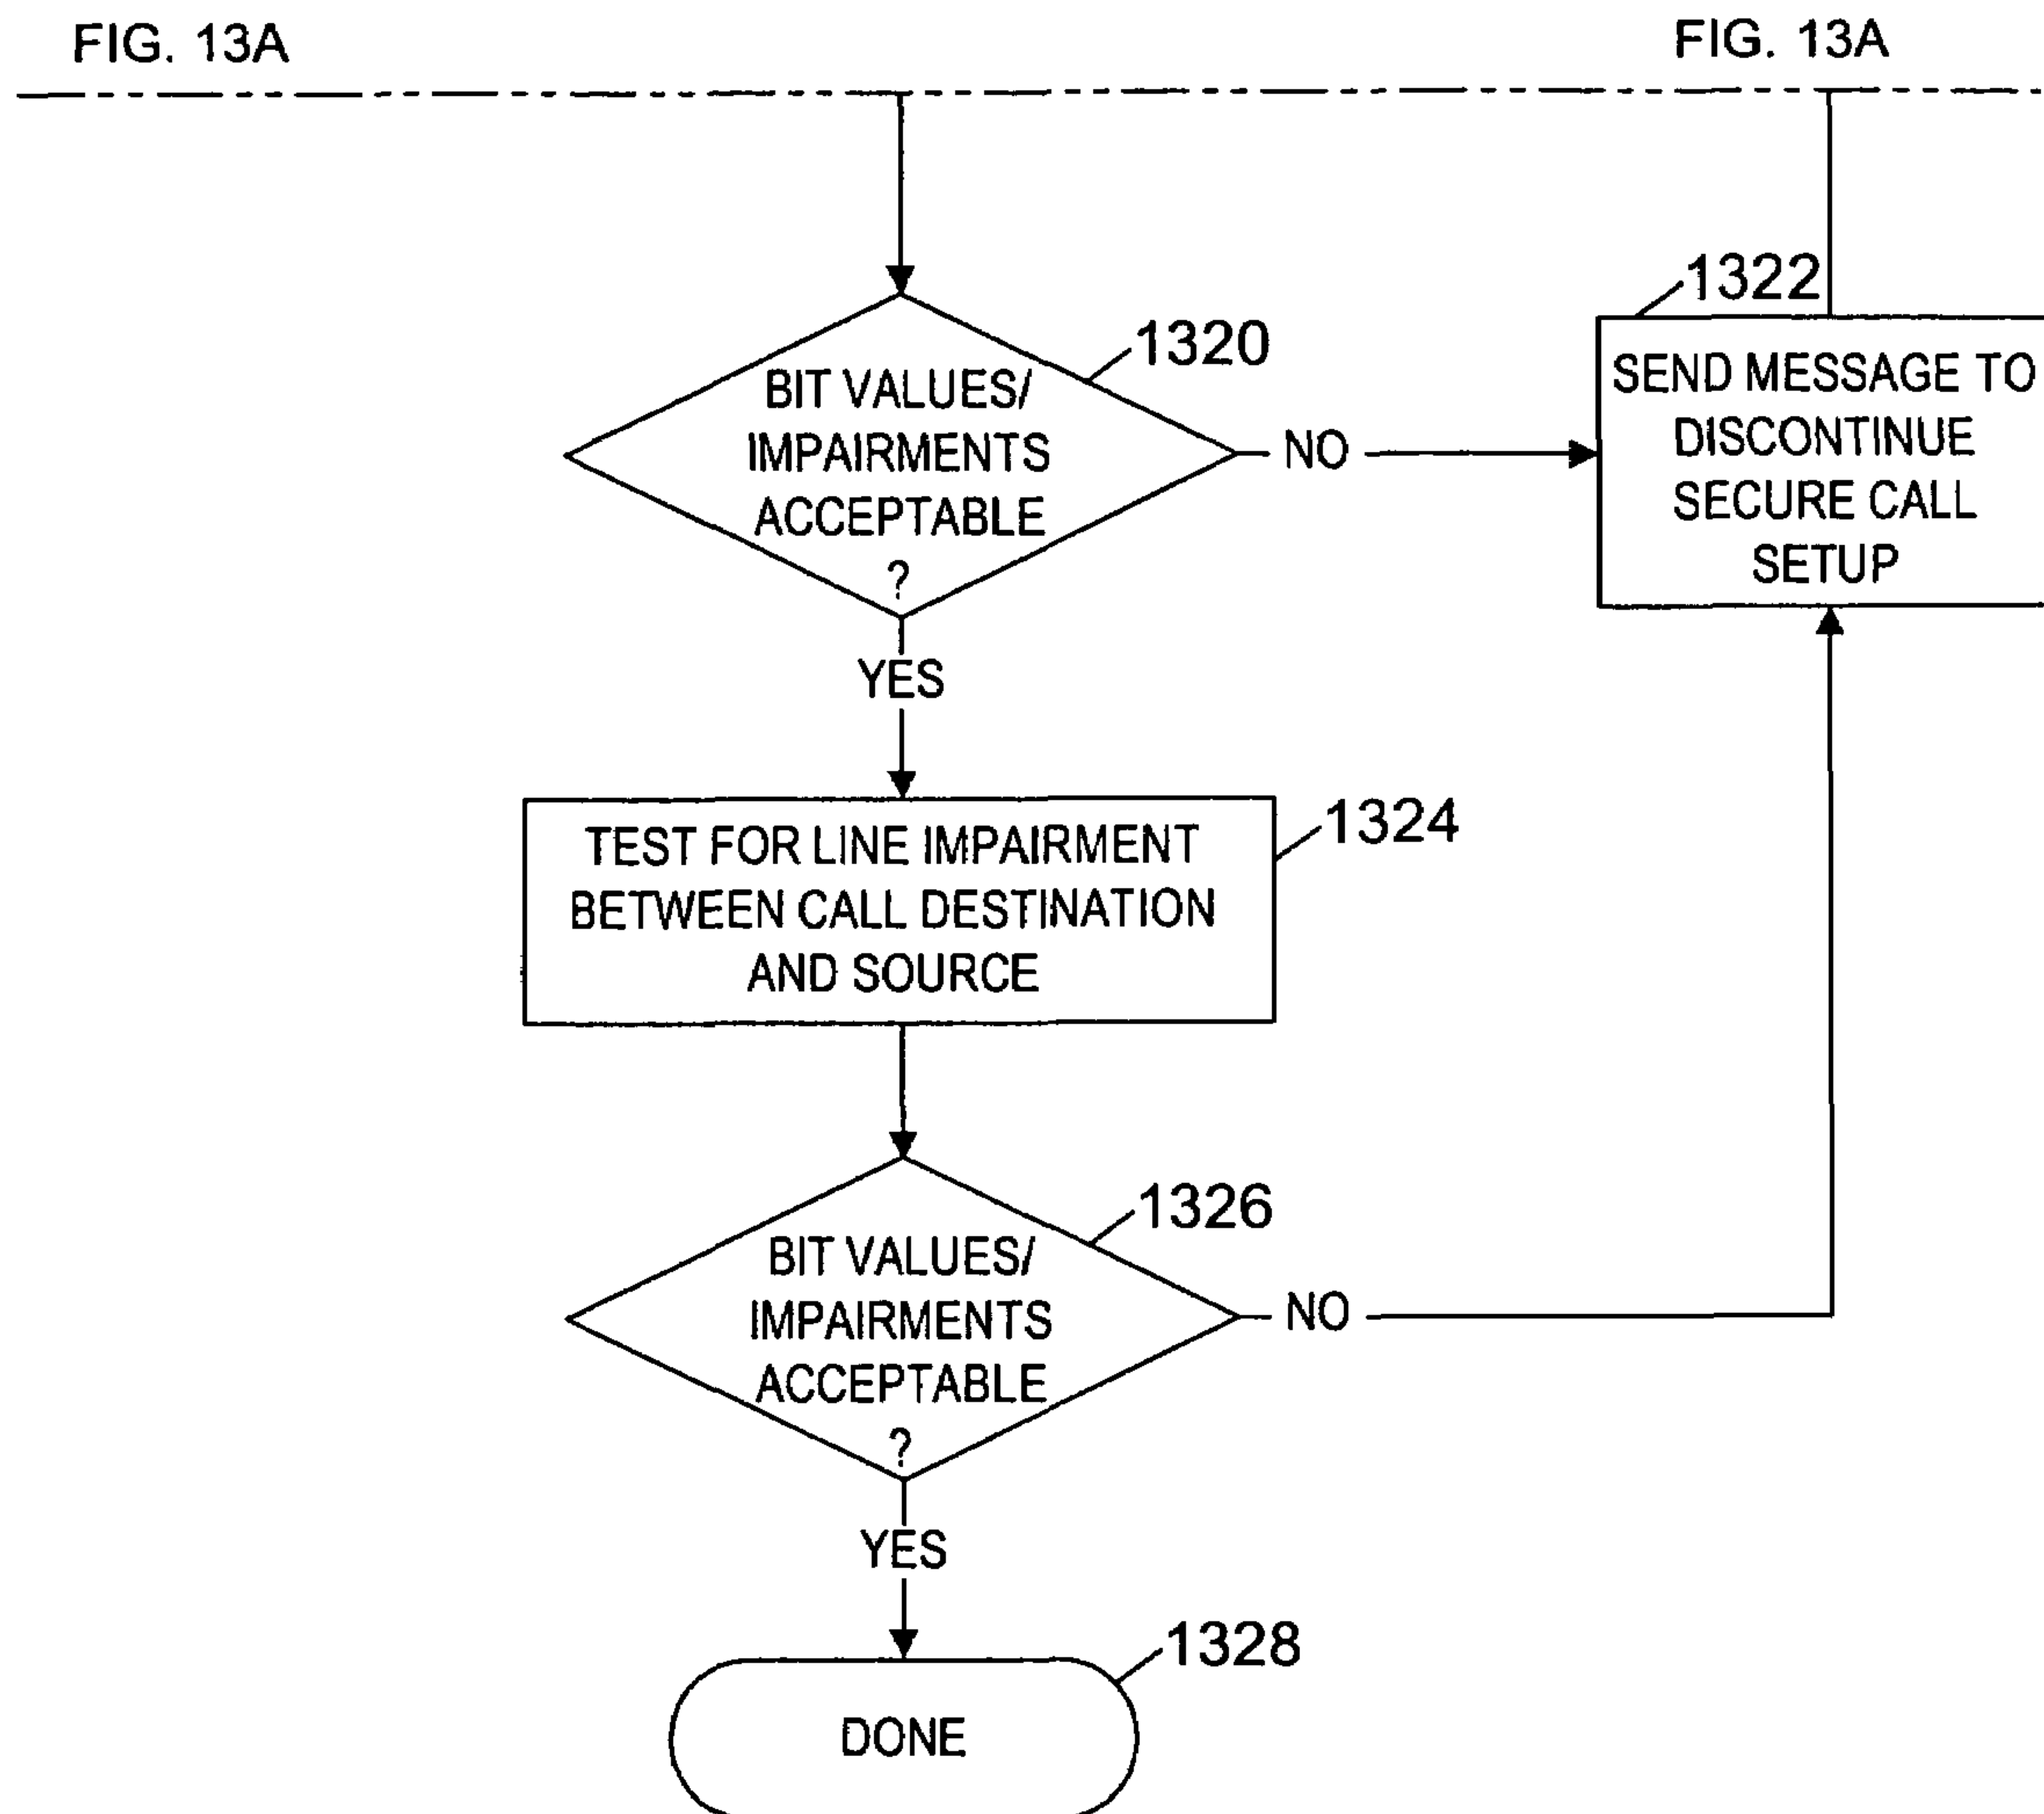 FIG. 13A
FIG. 13A
1320
BIT VALUES/
IMPAIRMENTS
ACCEPTABLE
?
NO
1322
SEND MESSAGE TO
DISCONTINUE
SECURE CALL
SETUP
YES
1324
TEST FOR LINE IMPAIRMENT
BETWEEN CALL DESTINATION
AND SOURCE
1326
BIT VALUES/
IMPAIRMENTS
ACCEPTABLE
?
NO
YES
1328
DONE